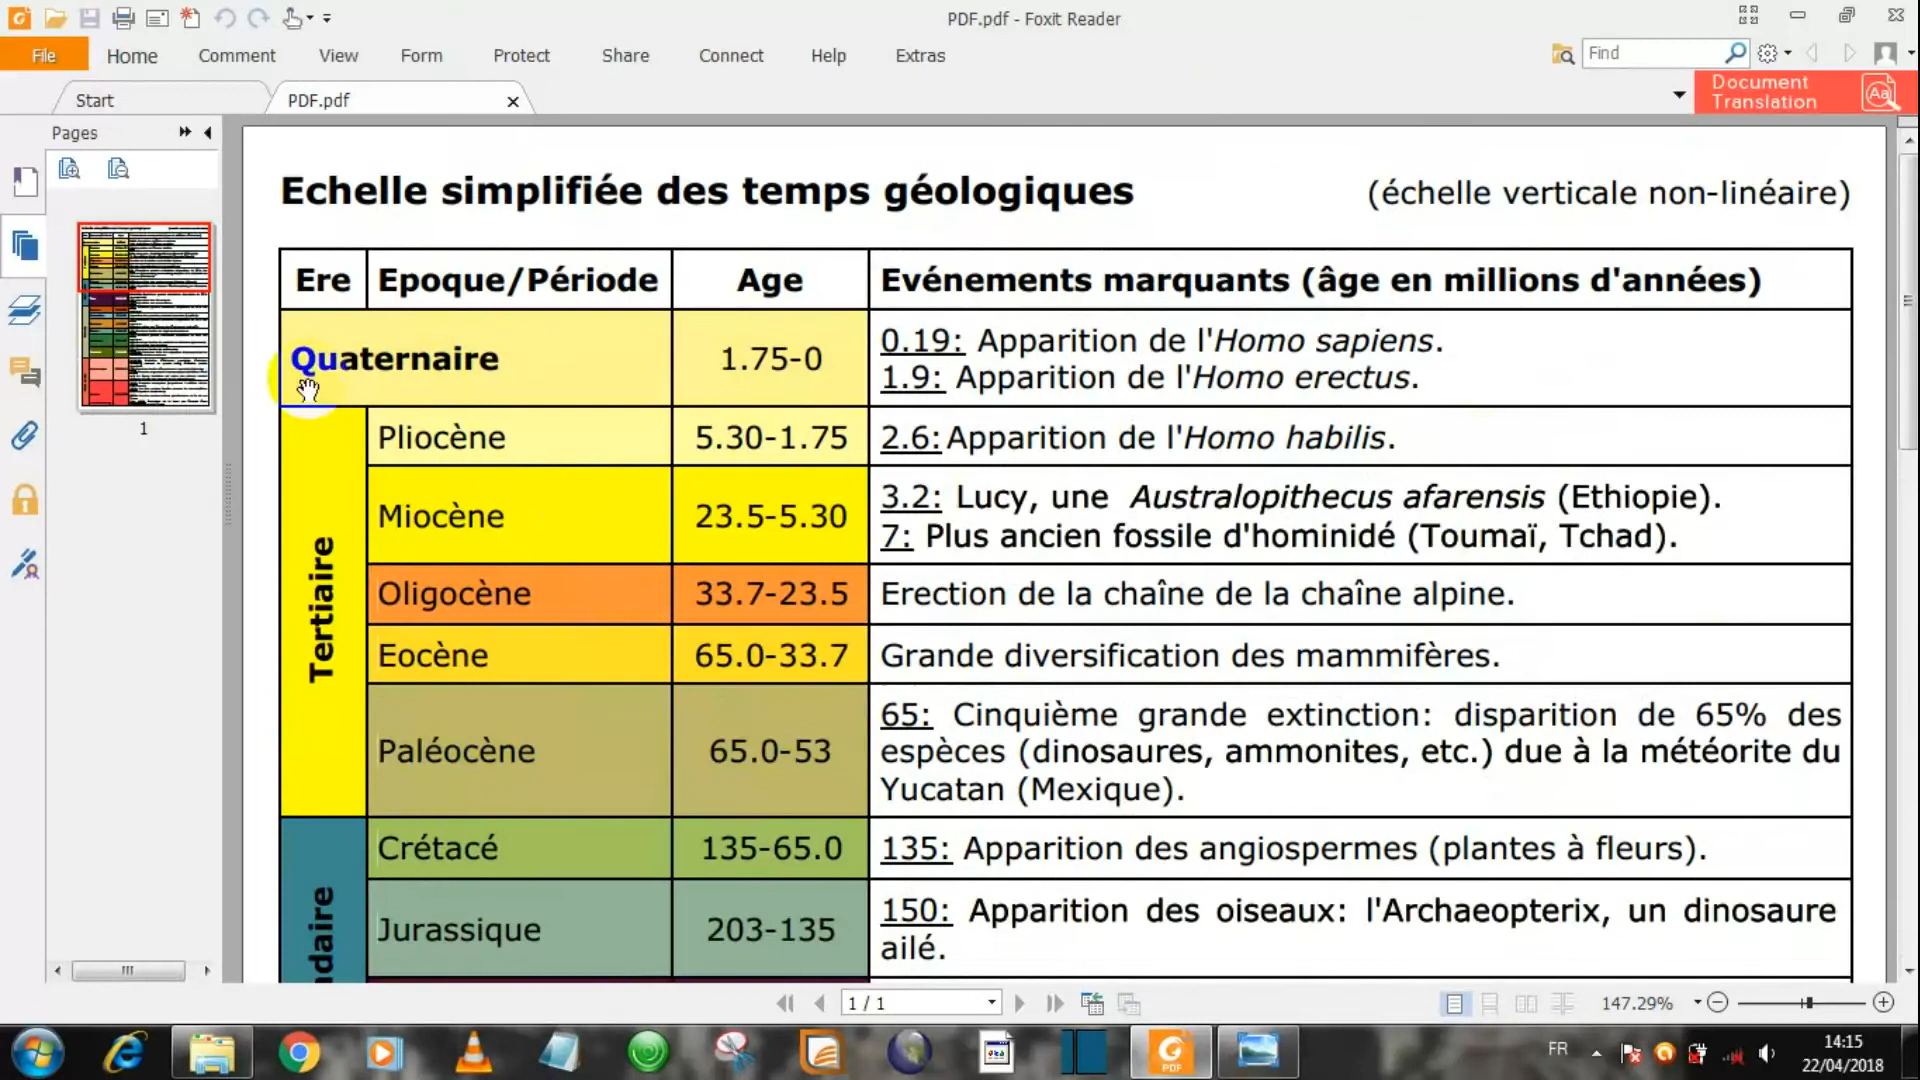 PDF.pdf - Foxit Reader
File Home Comment View Form Protect Share Connect Help Extras
Find
Start
PDF.pdf
Document
Translation
Pages
1
Echelle simplifiée des temps géologiques (échelle verticale non-linéaire)
Ere Epoque/Période Age Evénements marquants (âge en millions d'années)
Quaternaire 1.75-0
0.19: Apparition de l'Homo sapiens.
1.9: Apparition de l'Homo erectus.
Tertiaire
Pliocène 5.30-1.75 2.6: Apparition de l'Homo habilis.
Miocène 23.5-5.30
3.2: Lucy, une Australopithecus afarensis (Ethiopie).
7: Plus ancien fossile d'hominidé (Toumaï, Tchad).
Oligocène 33.7-23.5 Erection de la chaîne de la chaîne alpine.
Eocène 65.0-33.7 Grande diversification des mammifères.
Paléocène 65.0-53
65: Cinquième grande extinction: disparition de 65% des
espèces (dinosaures, ammonites, etc.) due à la météorite du
Yucatan (Mexique).
ndaire
Crétacé 135-65.0 135: Apparition des angiospermes (plantes à fleurs).
Jurassique 203-135
150: Apparition des oiseaux: l'Archaeopterix, un dinosaure
ailé.
1 / 1
147.29%
FR
14:15
22/04/2018